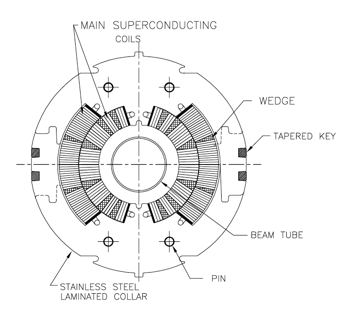 MAIN SUPERCONDUCTING
COILS
WEDGE
TAPERED KEY
BEAM TUBE
PIN
STAINLESS STEEL
LAMINATED COLLAR